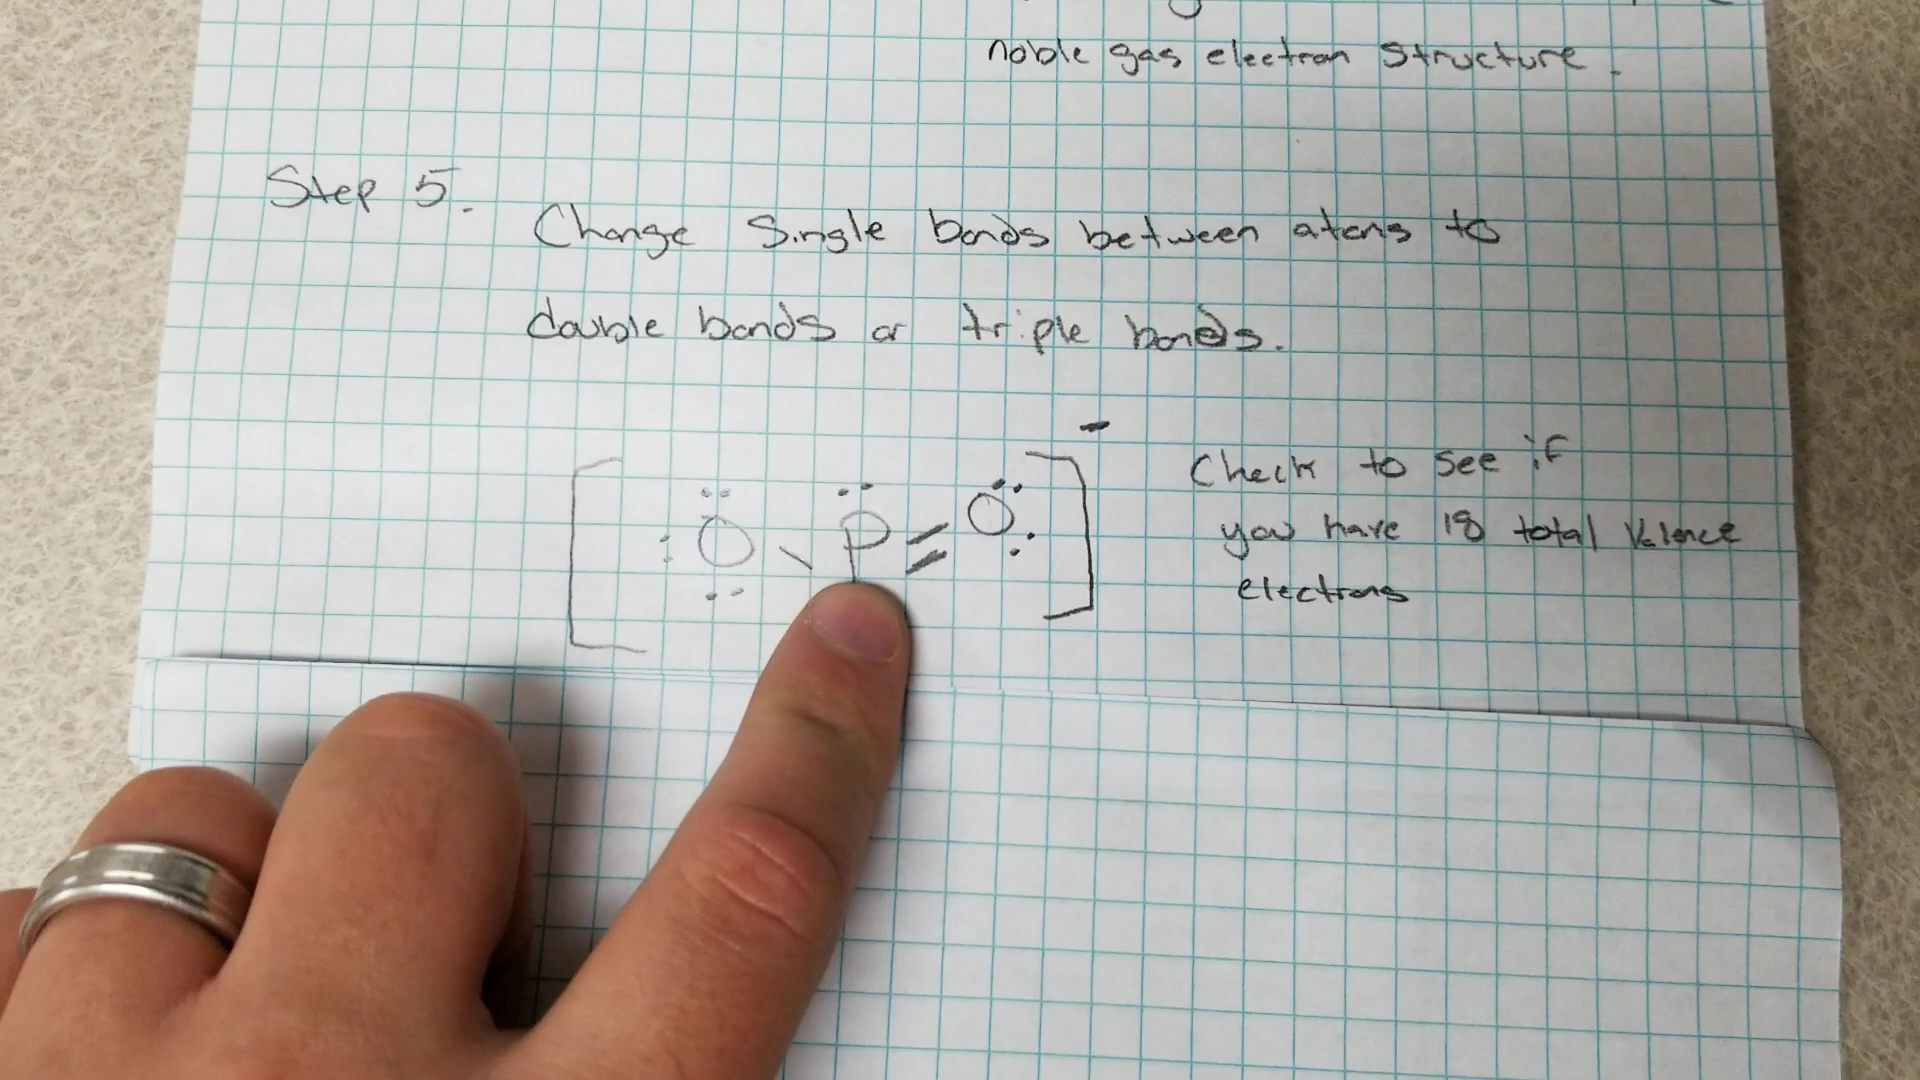 noble gas electron structure.
Step 5.
Change Single bonds between atoms to
double bonds or triple bonds.
[:Ö - P̈ = Ö:]⁻
Check to see if
you have 18 total Valence
electrons